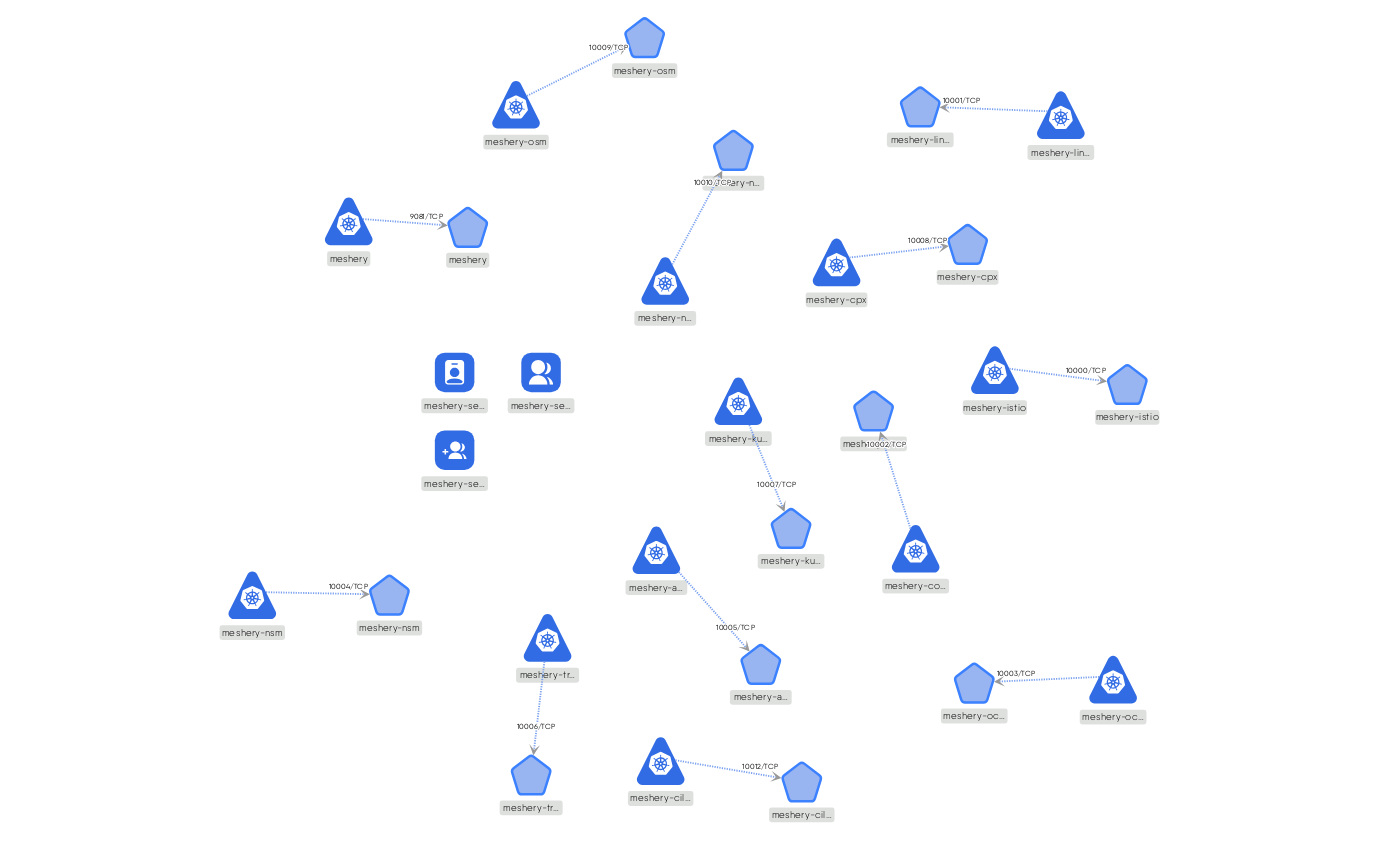 10009/TCP
meshery-osm
meshery-osm
10001/TCP
meshery-lin...
meshery-lin...
10010/TCP
ery-n...
meshery-n...
9081/TCP
meshery
meshery
10008/TCP
meshery-cpx
meshery-cpx
meshery-se...
meshery-se...
meshery-se...
10000/TCP
meshery-istio
meshery-istio
meshery-ku...
10007/TCP
meshery-ku...
mesh
10002/TCP
meshery-co...
meshery-a...
10005/TCP
meshery-a...
10004/TCP
meshery-nsm
meshery-nsm
meshery-tr...
10006/TCP
meshery-tr...
10003/TCP
meshery-oc...
meshery-oc...
10012/TCP
meshery-cil...
meshery-cil...